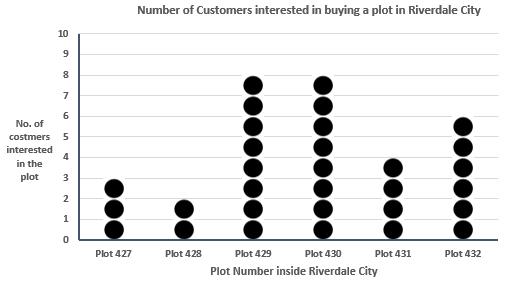 Number of Customers interested in buying a plot in Riverdale City
10
9
8
7
6
5
4
3
2
1
0
No. of
costmers
interested
in the
plot
Plot 427 Plot 428 Plot 429 Plot 430 Plot 431 Plot 432
Plot Number inside Riverdale City